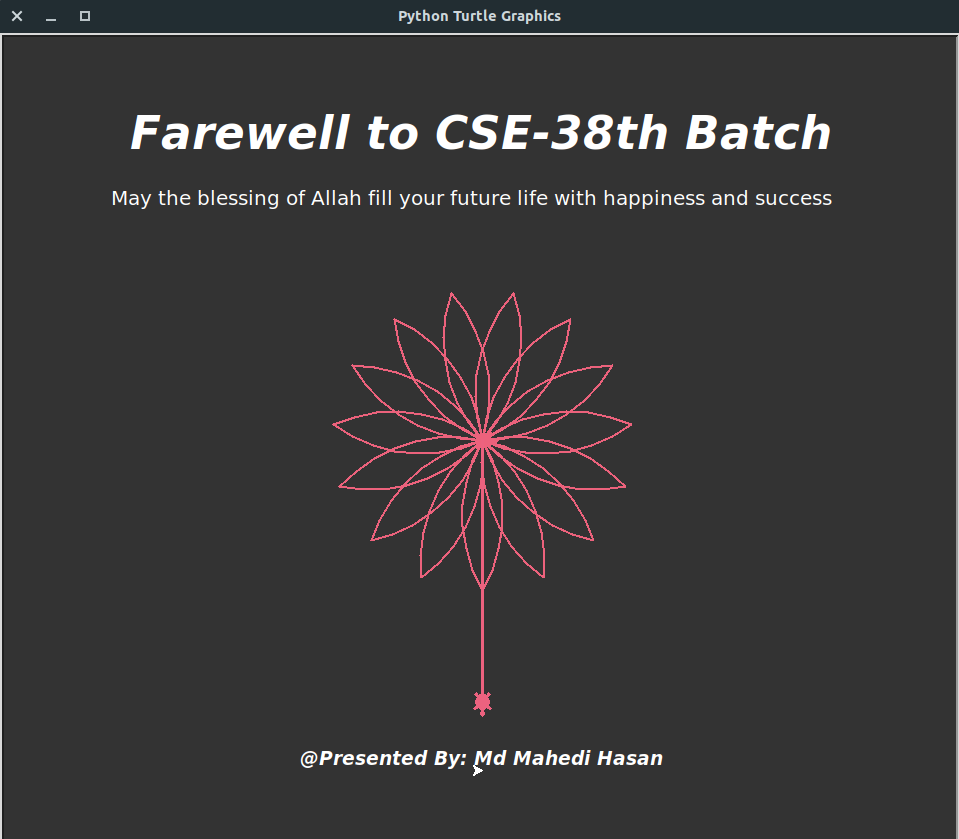 Python Turtle Graphics
Farewell to CSE-38th Batch
May the blessing of Allah fill your future life with happiness and success
@Presented By: Md Mahedi Hasan